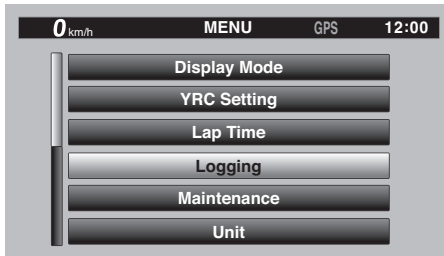 0 km/h MENU GPS 12:00
Display Mode
YRC Setting
Lap Time
Logging
Maintenance
Unit